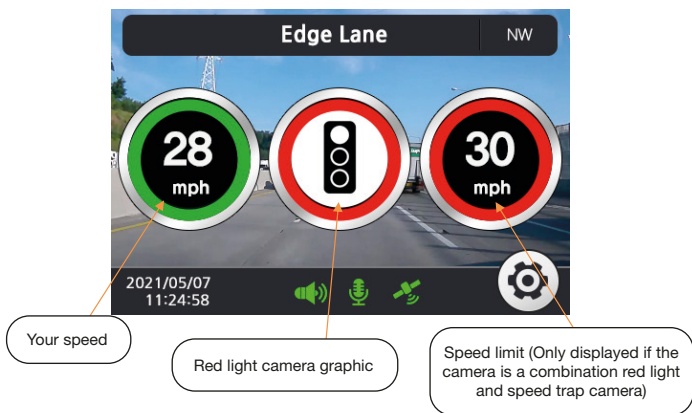 Edge Lane
NW
28
mph
30
mph
2021/05/07
11:24:58
Your speed
Red light camera graphic
Speed limit (Only displayed if the
camera is a combination red light
and speed trap camera)